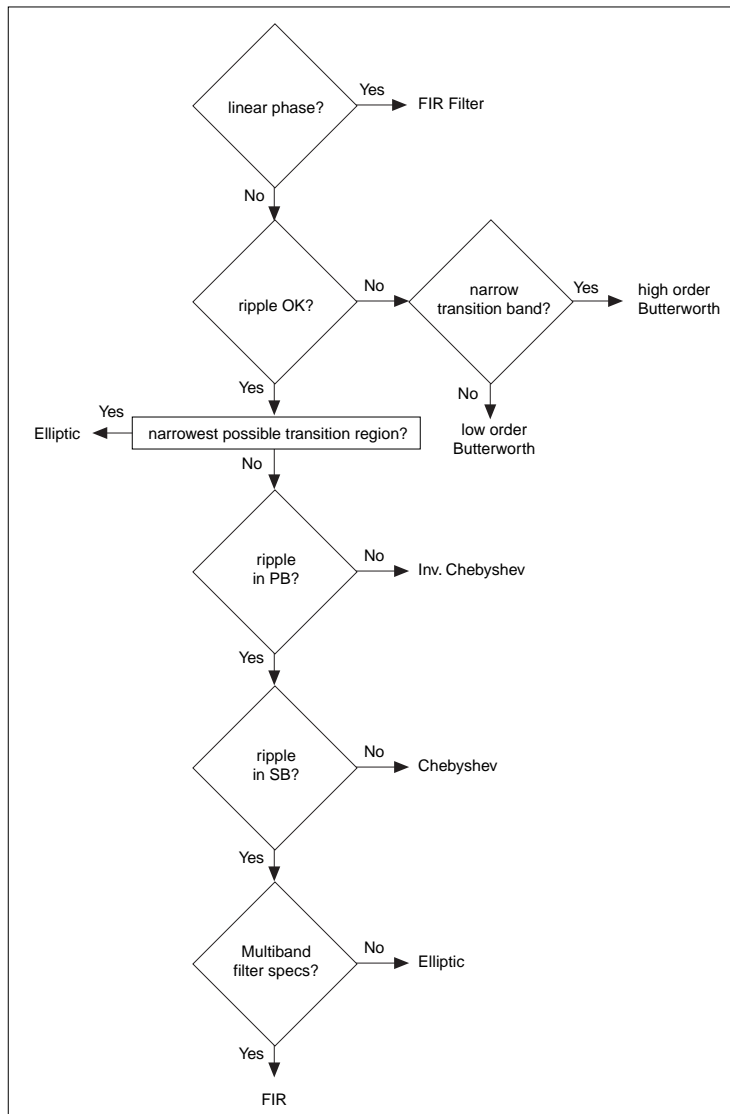 linear phase?
Yes
FIR Filter
No
ripple OK?
No
narrow
transition band?
Yes
high order
Butterworth
No
low order
Butterworth
Yes
narrowest possible transition region?
Yes
Elliptic
No
ripple
in PB?
No
Inv. Chebyshev
Yes
ripple
in SB?
No
Chebyshev
Yes
Multiband
filter specs?
No
Elliptic
Yes
FIR